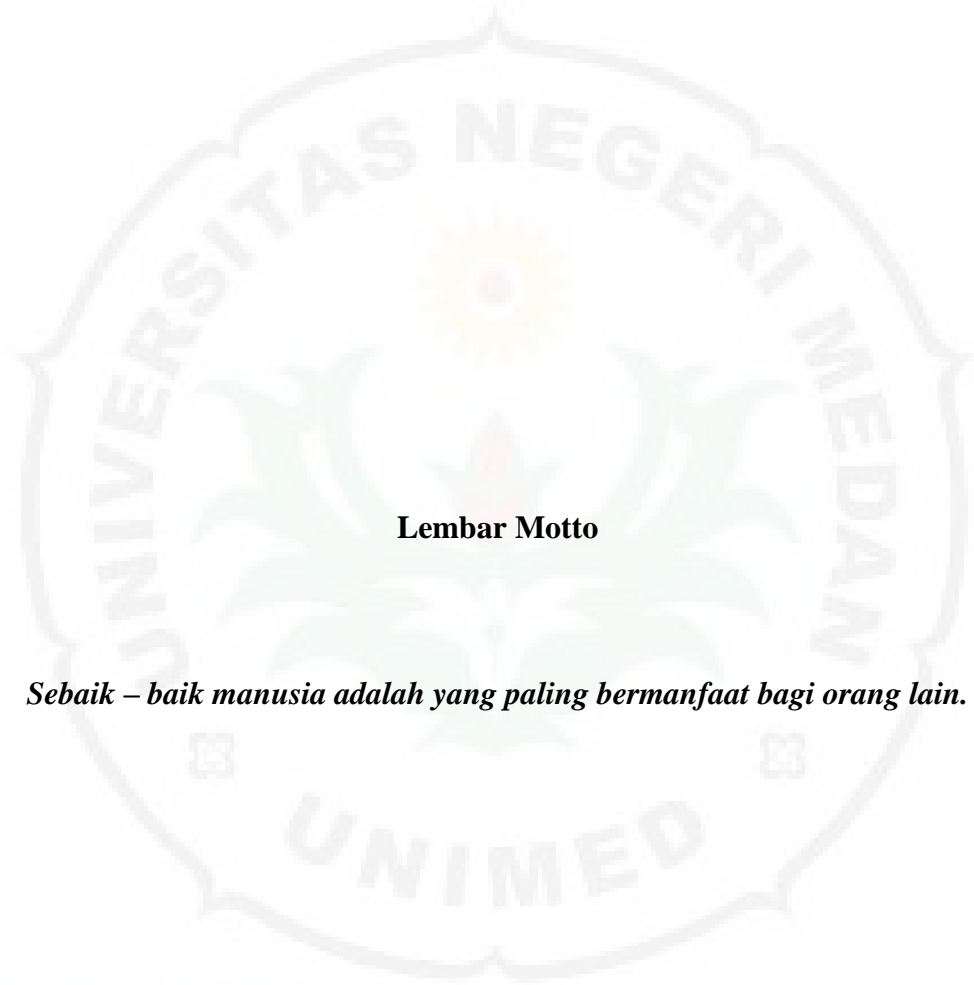 UNIVERSITAS NEGERI MEDAN
Lembar Motto
Sebaik – baik manusia adalah yang paling bermanfaat bagi orang lain.
UNIMED